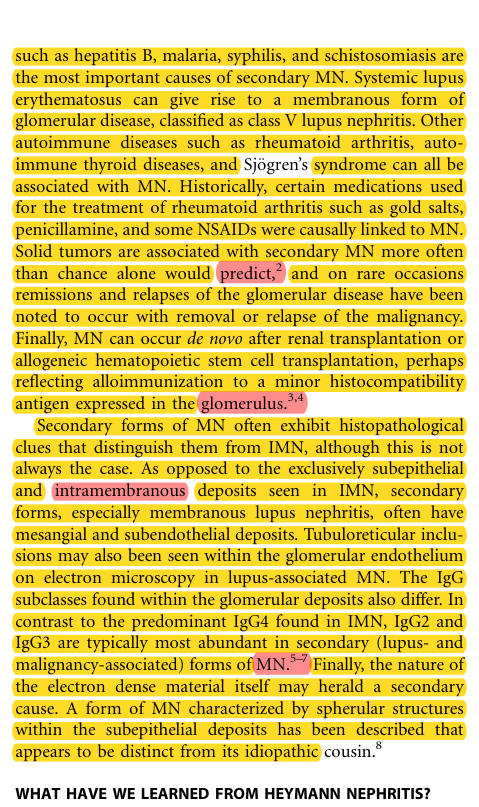 such as hepatitis B, malaria, syphilis, and schistosomiasis are
the most important causes of secondary MN. Systemic lupus
erythematosus can give rise to a membranous form of
glomerular disease, classified as class V lupus nephritis. Other
autoimmune diseases such as rheumatoid arthritis, auto-
immune thyroid diseases, and Sjögren's syndrome can all be
associated with MN. Historically, certain medications used
for the treatment of rheumatoid arthritis such as gold salts,
penicillamine, and some NSAIDs were causally linked to MN.
Solid tumors are associated with secondary MN more often
than chance alone would predict,2 and on rare occasions
remissions and relapses of the glomerular disease have been
noted to occur with removal or relapse of the malignancy.
Finally, MN can occur de novo after renal transplantation or
allogeneic hematopoietic stem cell transplantation, perhaps
reflecting alloimmunization to a minor histocompatibility
antigen expressed in the glomerulus.3,4
Secondary forms of MN often exhibit histopathological
clues that distinguish them from IMN, although this is not
always the case. As opposed to the exclusively subepithelial
and intramembranous deposits seen in IMN, secondary
forms, especially membranous lupus nephritis, often have
mesangial and subendothelial deposits. Tubuloreticular inclu-
sions may also been seen within the glomerular endothelium
on electron microscopy in lupus-associated MN. The IgG
subclasses found within the glomerular deposits also differ. In
contrast to the predominant IgG4 found in IMN, IgG2 and
IgG3 are typically most abundant in secondary (lupus- and
malignancy-associated) forms of MN.5–7 Finally, the nature of
the electron dense material itself may herald a secondary
cause. A form of MN characterized by spherular structures
within the subepithelial deposits has been described that
appears to be distinct from its idiopathic cousin.8
WHAT HAVE WE LEARNED FROM HEYMANN NEPHRITIS?